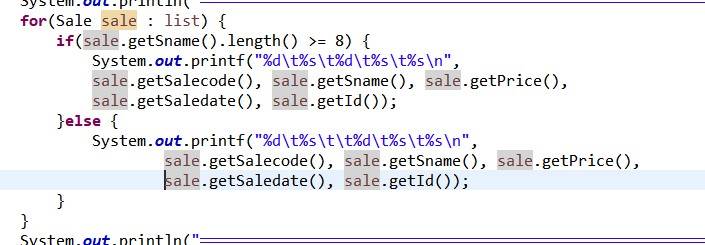 System.out.println("
for(Sale sale : list) {
if(sale.getSname().length() >= 8) {
System.out.printf("%d\t%s\t%d\t%s\t%s\n",
sale.getSalecode(), sale.getSname(), sale.getPrice(),
sale.getSaledate(), sale.getId());
}else {
System.out.printf("%d\t%s\t\t%d\t%s\t%s\n",
sale.getSalecode(), sale.getSname(), sale.getPrice(),
sale.getSaledate(), sale.getId());
}
}
System.out.println("